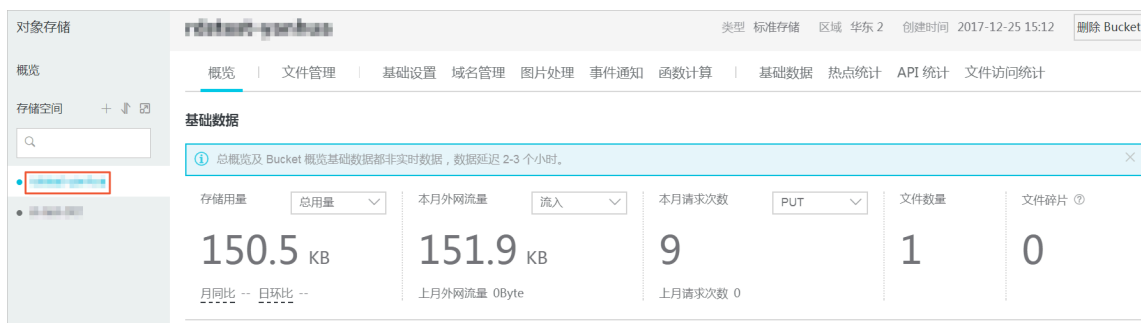 对象存储
类型 标准存储 区域 华东 2 创建时间 2017-12-25 15:12 删除 Bucket
概览
概览 文件管理 基础设置 域名管理 图片处理 事件通知 函数计算 基础数据 热点统计 API 统计 文件访问统计
存储空间
基础数据
总概览及 Bucket 概览基础数据都非实时数据，数据延迟 2-3 个小时。
存储用量 总用量 本月外网流量 流入 本月请求次数 PUT 文件数量 文件碎片
150.5 KB 151.9 KB 9 1 0
月同比 -- 日环比 -- 上月外网流量 0Byte 上月请求次数 0